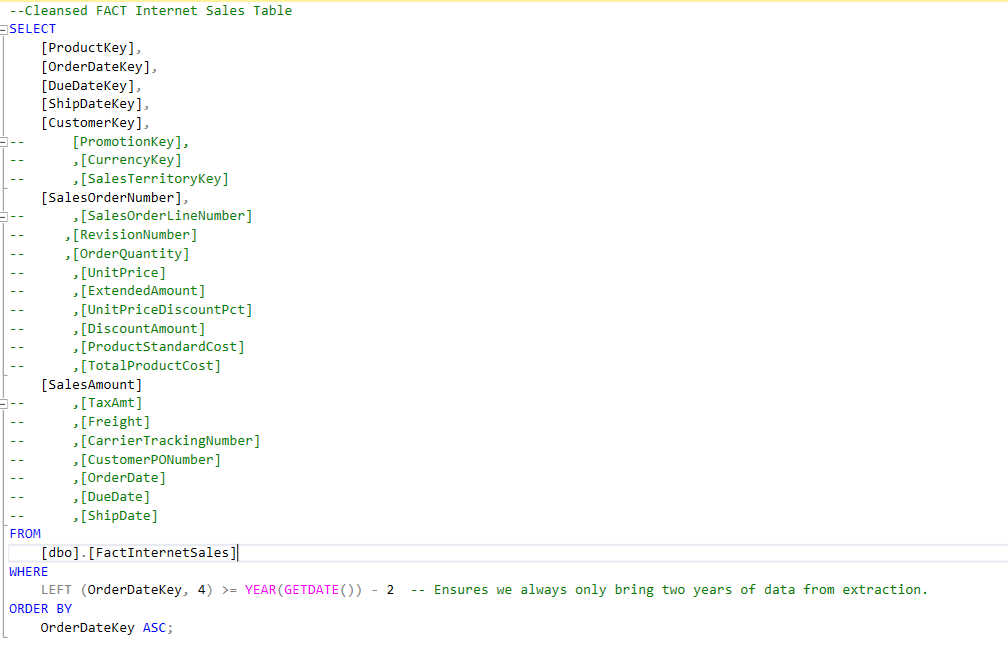 --Cleansed FACT Internet Sales Table
SELECT
    [ProductKey],
    [OrderDateKey],
    [DueDateKey],
    [ShipDateKey],
    [CustomerKey],
--      [PromotionKey],
--      ,[CurrencyKey]
--      ,[SalesTerritoryKey]
    [SalesOrderNumber],
--      ,[SalesOrderLineNumber]
--     ,[RevisionNumber]
--     ,[OrderQuantity]
--      ,[UnitPrice]
--      ,[ExtendedAmount]
--      ,[UnitPriceDiscountPct]
--      ,[DiscountAmount]
--      ,[ProductStandardCost]
--      ,[TotalProductCost]
    [SalesAmount]
--      ,[TaxAmt]
--      ,[Freight]
--      ,[CarrierTrackingNumber]
--      ,[CustomerPONumber]
--      ,[OrderDate]
--      ,[DueDate]
--      ,[ShipDate]
FROM
    [dbo].[FactInternetSales]
WHERE
    LEFT (OrderDateKey, 4) >= YEAR(GETDATE()) - 2  -- Ensures we always only bring two years of data from extraction.
ORDER BY
    OrderDateKey ASC;